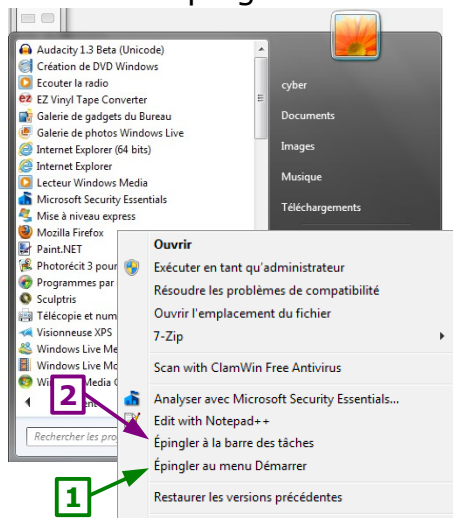 Audacity 1.3 Beta (Unicode)
Création de DVD Windows
Ecouter la radio
EZ Vinyl Tape Converter
Galerie de gadgets du Bureau
Galerie de photos Windows Live
Internet Explorer (64 bits)
Internet Explorer
Lecteur Windows Media
Microsoft Security Essentials
Mise à niveau express
Mozilla Firefox
Paint.NET
Photorécit 3 pour
Programmes par
Sculptris
Télécopie et num
Visionneuse XPS
Windows Live Me
Windows Live Mo
Media
Rechercher les pro
cyber
Documents
Images
Musique
Téléchargements
Ouvrir
Exécuter en tant qu'administrateur
Résoudre les problèmes de compatibilité
Ouvrir l'emplacement du fichier
7-Zip
Scan with ClamWin Free Antivirus
Analyser avec Microsoft Security Essentials...
Edit with Notepad++
Épingler à la barre des tâches
Épingler au menu Démarrer
Restaurer les versions précédentes
2
1